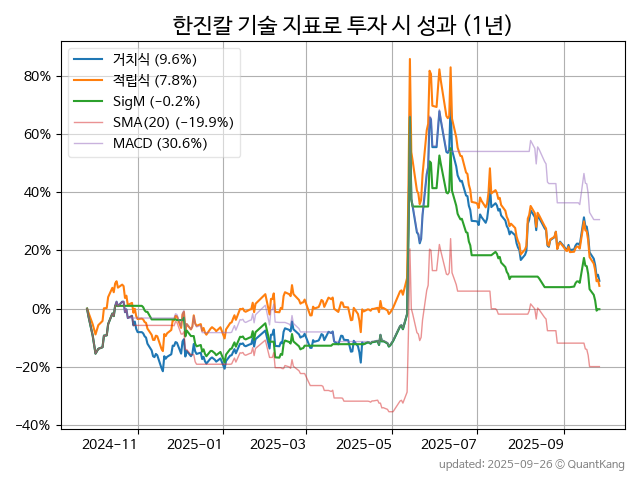 한진칼 기술 지표로 투자 시 성과 (1년)
거치식 (9.6%)
적립식 (7.8%)
SigM (−0.2%)
SMA(20) (−19.9%)
MACD (30.6%)
80%
60%
40%
20%
0%
−20%
−40%
2024-11 2025-01 2025-03 2025-05 2025-07 2025-09
updated: 2025-09-26 © QuantKang